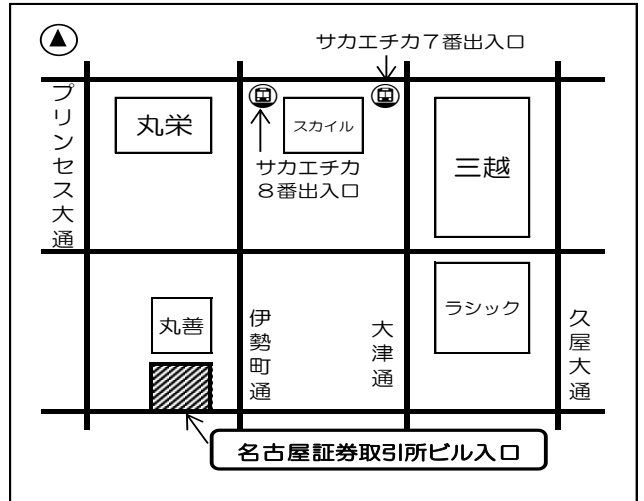 サカエチカ7番出入口
プリンセス大通
丸栄
スカイル
三越
サカエチカ
8番出入口
丸善
伊勢町通
大津通
ラシック
久屋大通
名古屋証券取引所ビル入口